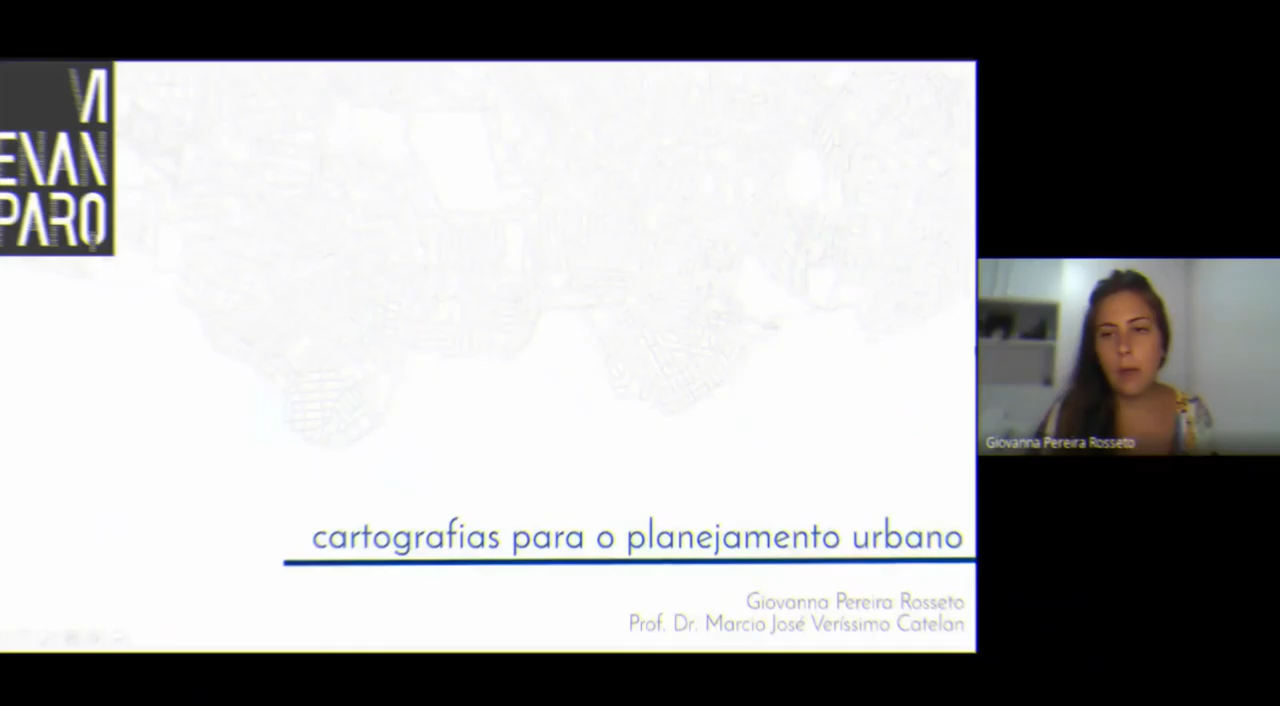 VI
ENAN
PARQ
cartografias para o planejamento urbano
Giovanna Pereira Rosseto
Prof. Dr. Marcio José Veríssimo Catelan
Giovanna Pereira Rosseto